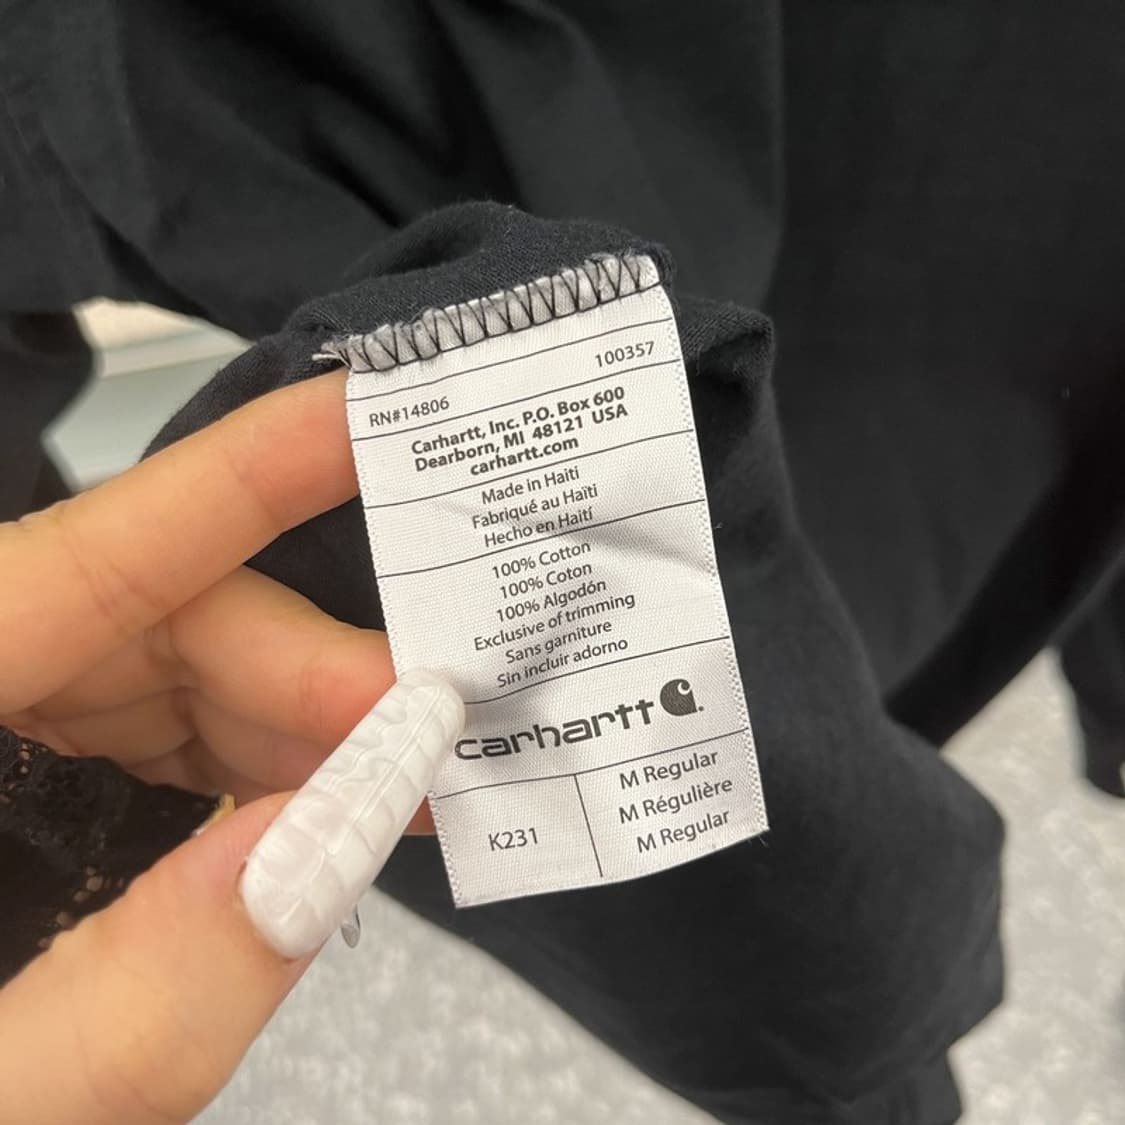 100357
RN#14806
Carhartt, Inc. P.O. Box 600
Dearborn, MI 48121 USA
carhartt.com
Made in Haiti
Fabriqué au Haïti
Hecho en Haití
100% Cotton
100% Coton
100% Algodón
Exclusive of trimming
Sans garniture
Sin incluir adorno
carhartt
K231
M Regular
M Régulière
M Regular